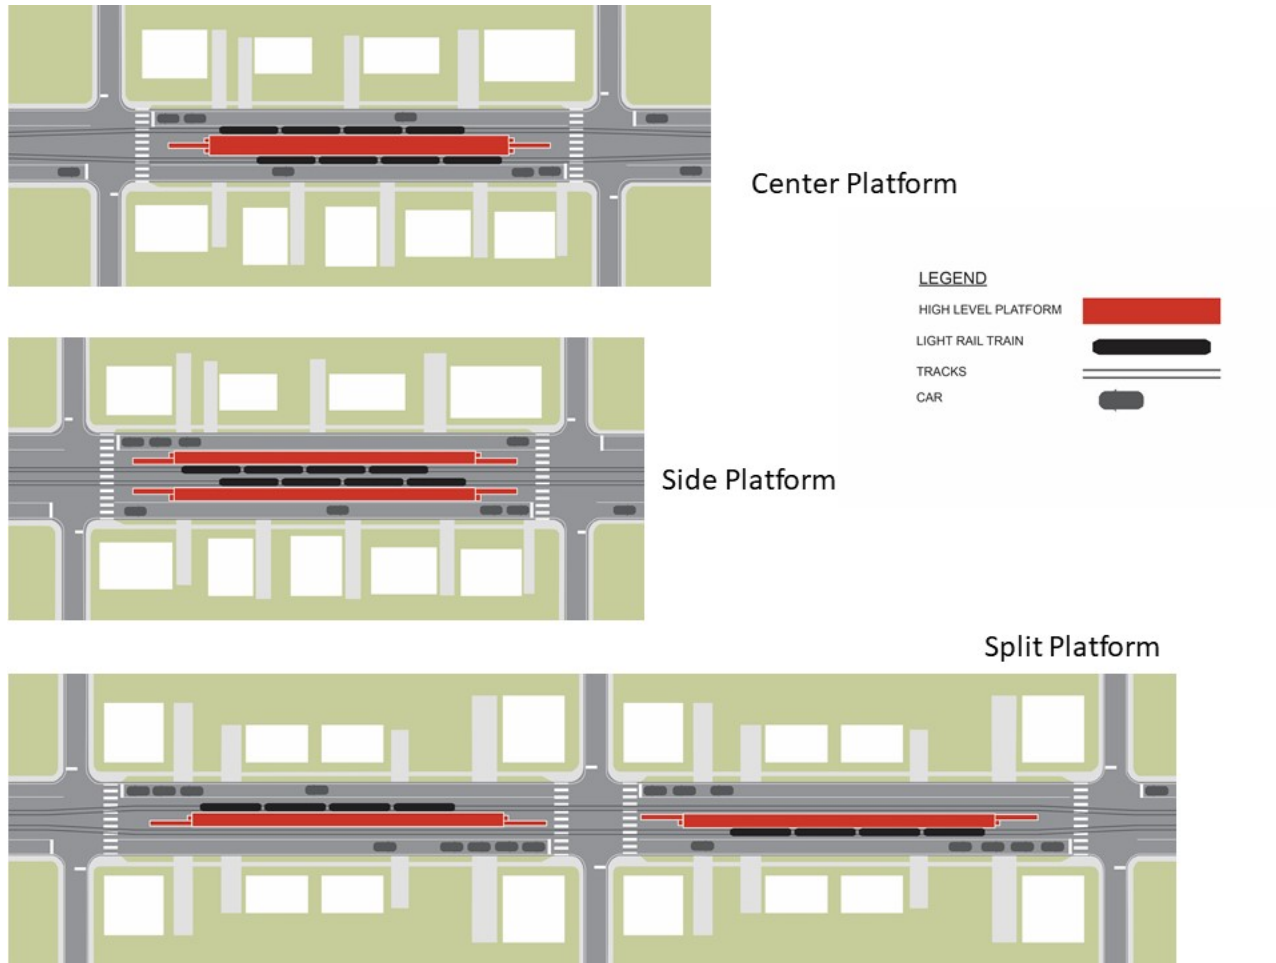 Center Platform
LEGEND
HIGH LEVEL PLATFORM
LIGHT RAIL TRAIN
TRACKS
CAR
Side Platform
Split Platform